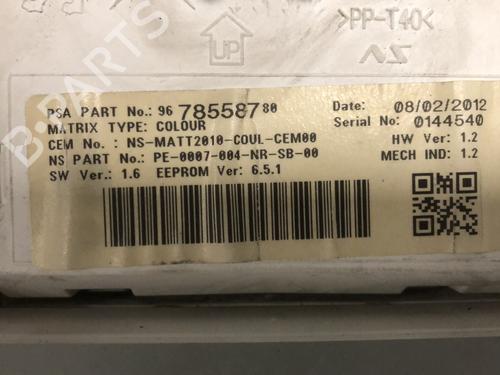 B-PARTS
UP
>PP-T40<
PSA PART No.: 96 7855878​0 Date: 08/02/2012
MATRIX TYPE: COLOUR Serial No: 0144540
CEM No.: NS-MATT2010-COUL-CEM00 HW Ver: 1.2
NS PART No.: PE-0007-004-NR-SB-00 MECH IND: 1.2
SW Ver.: 1.6 EEPROM Ver: 6.5.1